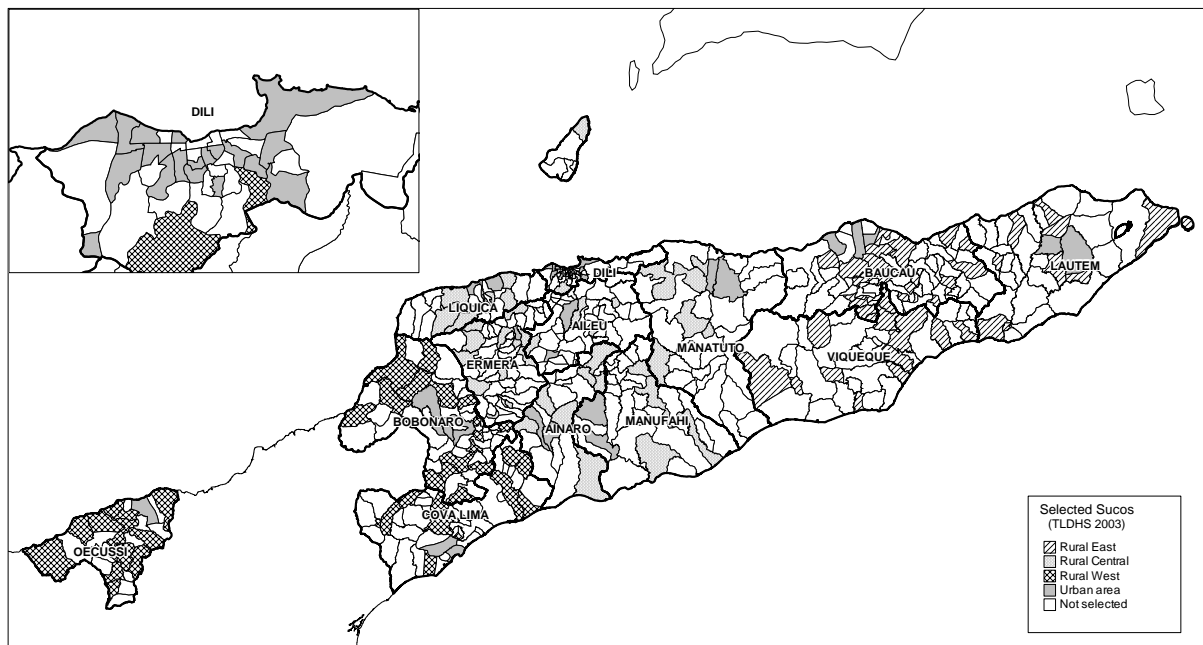 DILI
DILI
BAUCAU
LAUTEM
LIQUICA
AILEU
MANATUTO
VIQUEQUE
ERMERA
BOBONARO
AINARO
MANUFAHI
COVA LIMA
OECUSSI
Selected Sucos
(TLDHS 2003)
Rural East
Rural Central
Rural West
Urban area
Not selected